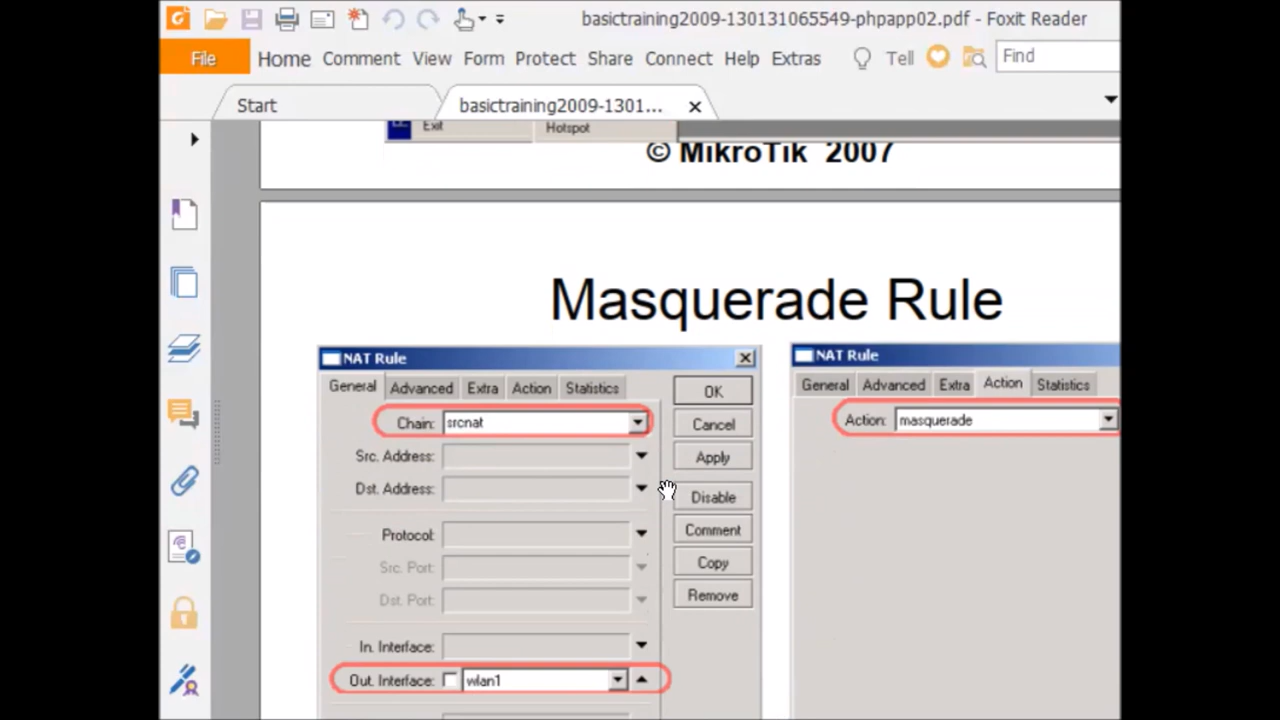 basictraining2009-130131065549-phpapp02.pdf - Foxit Reader
File Home Comment View Form Protect Share Connect Help Extras Tell Find
Start basictraining2009-1301...
Exit Hotspot
© MikroTik 2007
Masquerade Rule
NAT Rule
General Advanced Extra Action Statistics
Chain: srcnat
Src. Address:
Dst. Address:
Protocol:
Src. Port:
Dst. Port:
In. Interface:
Out. Interface: wlan1
OK
Cancel
Apply
Disable
Comment
Copy
Remove
NAT Rule
General Advanced Extra Action Statistics
Action: masquerade